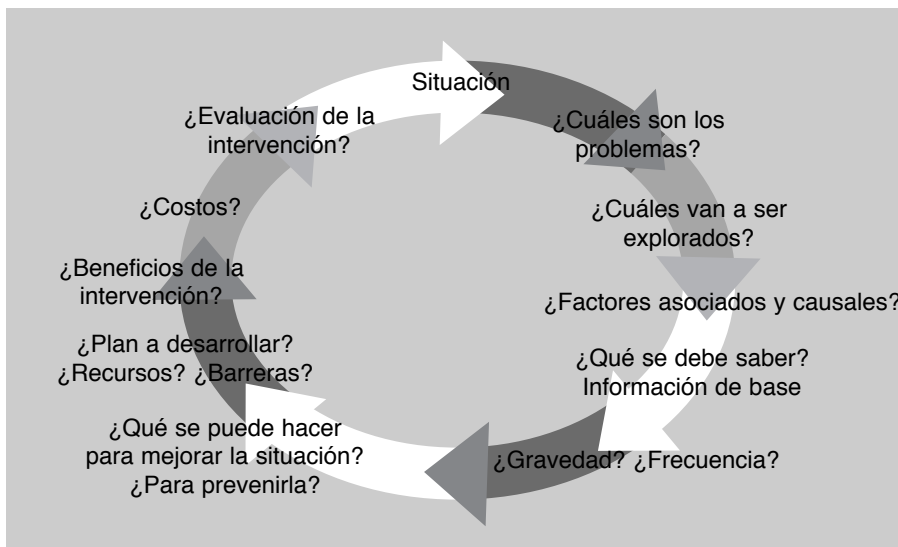 Situación
¿Cuáles son los
problemas?
¿Cuáles van a ser
explorados?
¿Factores asociados y causales?
¿Qué se debe saber?
Información de base
¿Gravedad? ¿Frecuencia?
¿Qué se puede hacer
para mejorar la situación?
¿Para prevenirla?
¿Plan a desarrollar?
¿Recursos? ¿Barreras?
¿Beneficios de la
intervención?
¿Costos?
¿Evaluación de la
intervención?